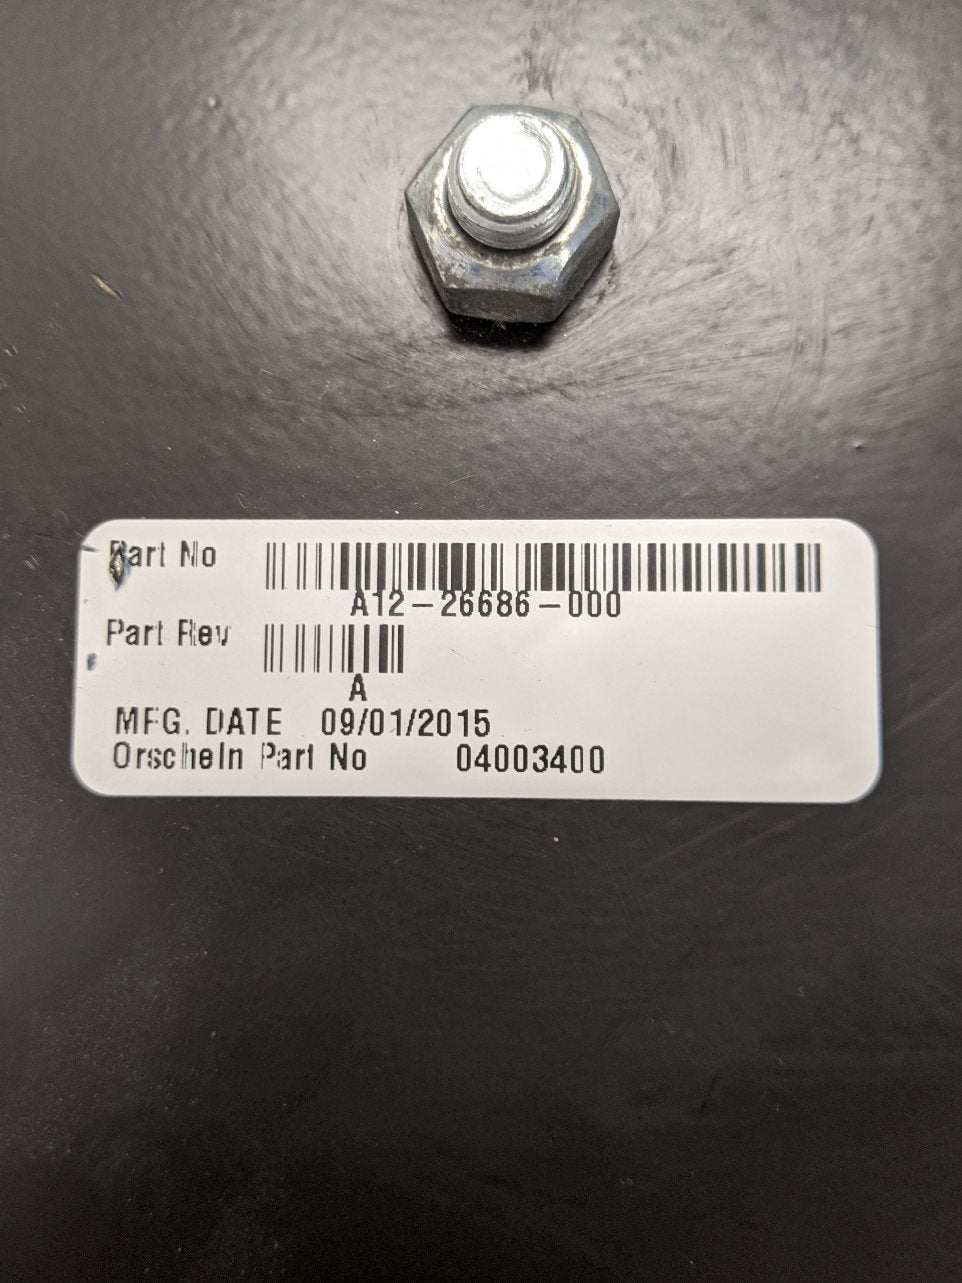 Part No
A12-26686-000
Part Rev
A
MFG. DATE 09/01/2015
Orscheln Part No 04003400